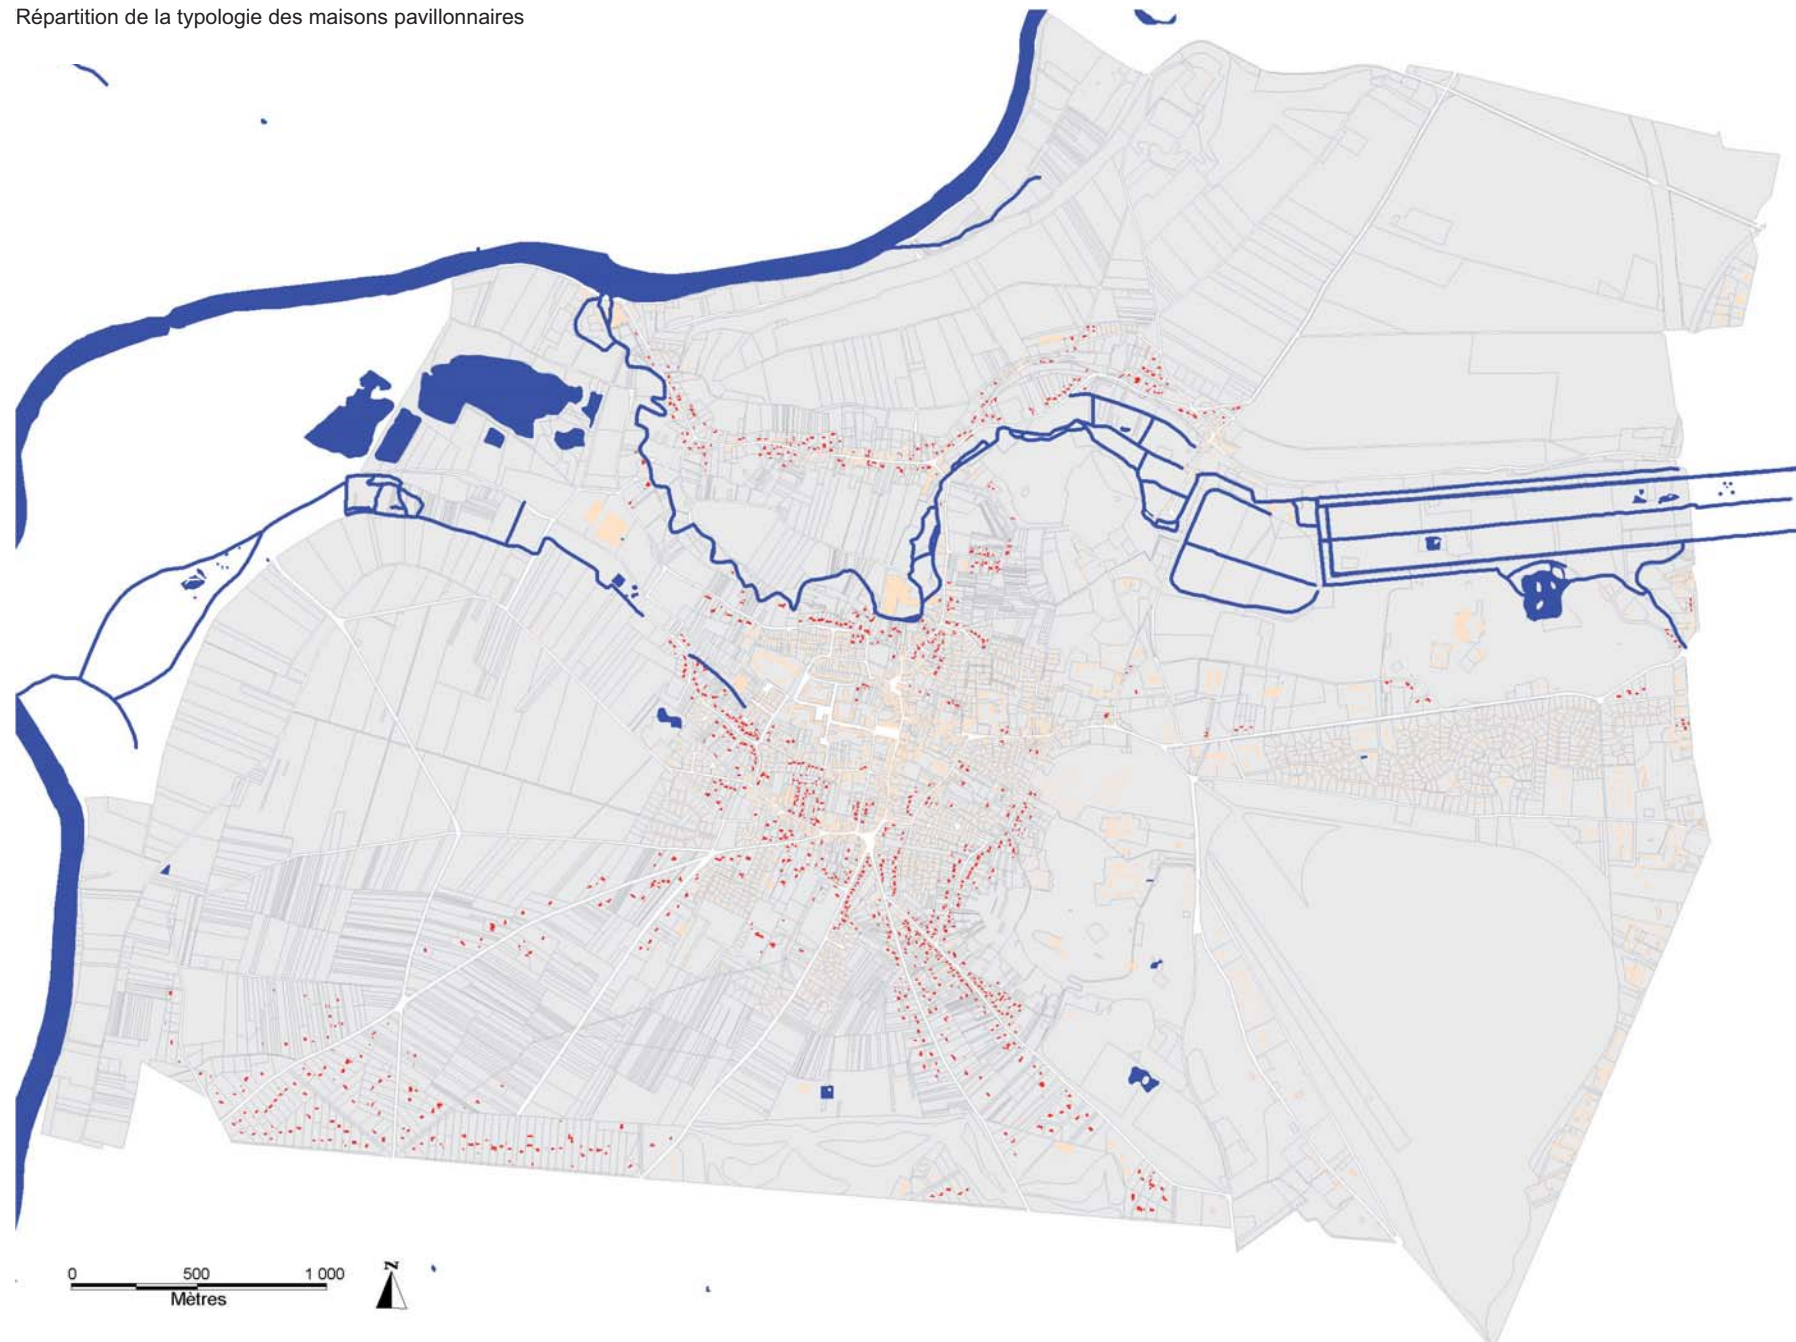 Répartition de la typologie des maisons pavillonnaires
0 500 1 000
Mètres
N